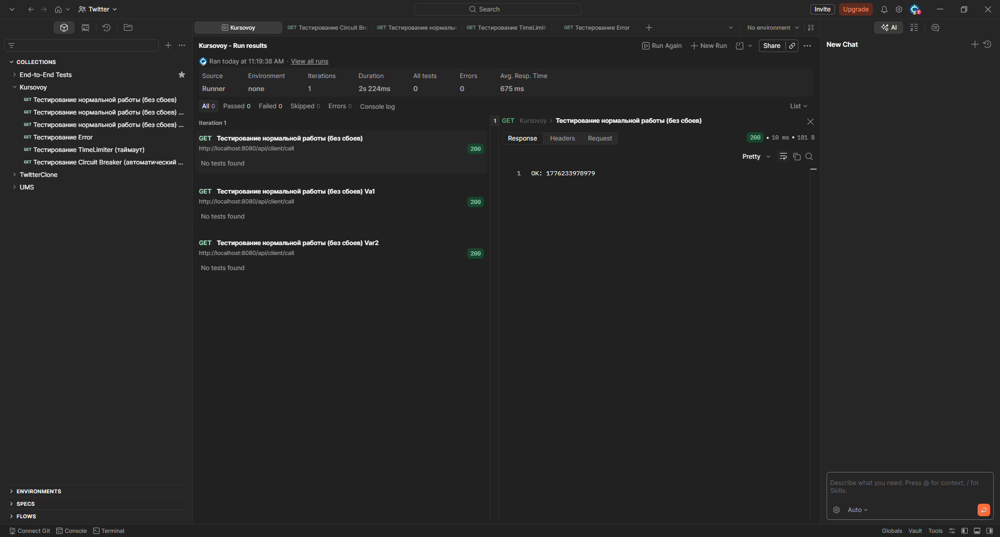 Twitter
Search
Invite
Upgrade
Kursovoy
GET Тестирование Circuit Bre
GET Тестирование нормальн
GET Тестирование TimeLimit
GET Тестирование Error
No environment
AI
Kursovoy - Run results
Run Again
New Run
Share
New Chat
COLLECTIONS
End-to-End Tests
Kursovoy
GET Тестирование нормальной работы (без сбоев)
GET Тестирование нормальной работы (без сбоев) ...
GET Тестирование нормальной работы (без сбоев) ...
GET Тестирование Error
GET Тестирование TimeLimiter (таймаут)
GET Тестирование Circuit Breaker (автоматический ...
TwitterClone
UMS
Ran today at 11:19:38 AM · View all runs
Source Environment Iterations Duration All tests Errors Avg. Resp. Time
Runner none 1 2s 224ms 0 0 675 ms
All 0 Passed 0 Failed 0 Skipped 0 Errors 0 Console log
List
Iteration 1
GET Тестирование нормальной работы (без сбоев)
http://localhost:8080/api/client/call
200
No tests found
GET Тестирование нормальной работы (без сбоев) Va1
http://localhost:8080/api/client/call
200
No tests found
GET Тестирование нормальной работы (без сбоев) Var2
http://localhost:8080/api/client/call
200
No tests found
1
GET Kursovoy > Тестирование нормальной работы (без сбоев)
Response Headers Request
200 • 10 ms • 181 B
Pretty
1 OK: 1776233978979
ENVIRONMENTS
SPECS
FLOWS
Describe what you need. Press @ for context, / for
Skills.
Auto
Connect Git
Console
Terminal
Globals
Vault
Tools